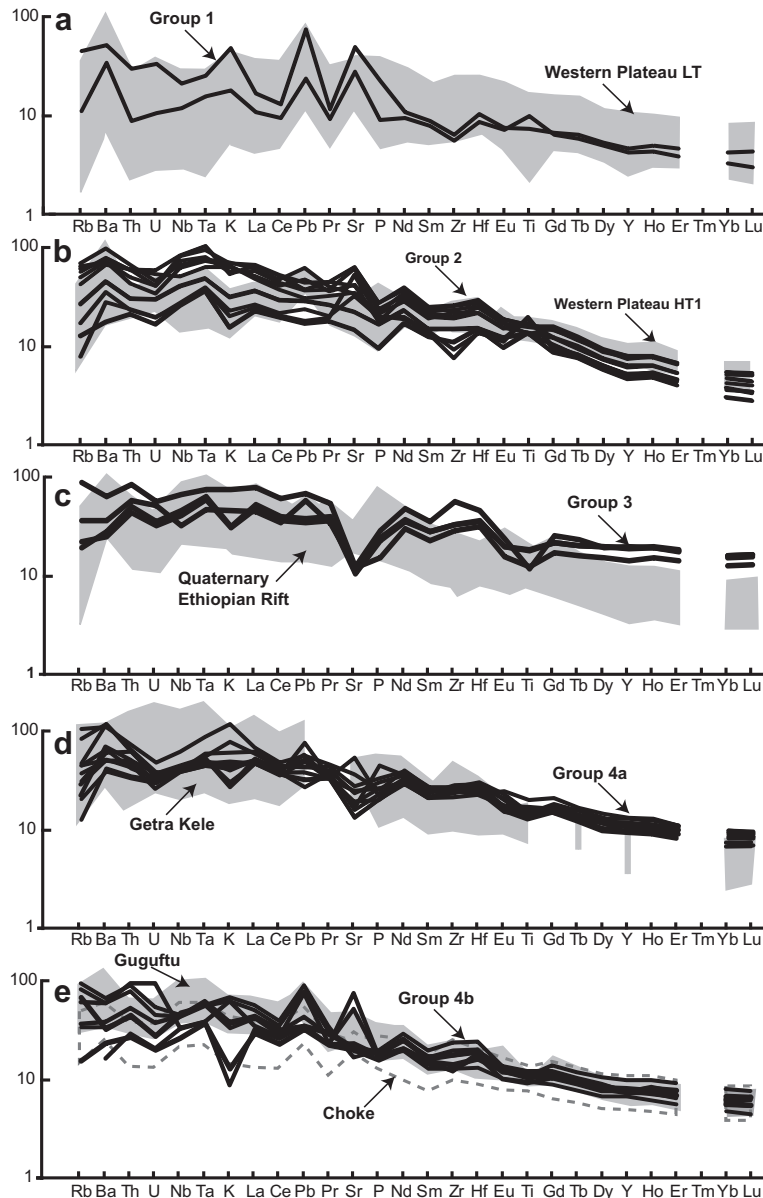 a
100
Group 1
Western Plateau LT
10
1
Rb Ba Th U Nb Ta K La Ce Pb Pr Sr P Nd Sm Zr Hf Eu Ti Gd Tb Dy Y Ho Er Yb Lu
b
100
Group 2
Western Plateau HT1
10
1
Rb Ba Th U Nb Ta K La Ce Pb Pr Sr P Nd Sm Zr Hf Eu Ti Gd Tb Dy Y Ho Er Tm Yb Lu
c
100
Group 3
10
Quaternary
Ethiopian Rift
1
Rb Ba Th U Nb Ta K La Ce Pb Pr Sr P Nd Sm Zr Hf Eu Ti Gd Tb Dy Y Ho Er Tm Yb Lu
d
100
Group 4a
Getra Kele
10
1
Rb Ba Th U Nb Ta K La Ce Pb Pr Sr P Nd Sm Zr Hf Eu Ti Gd Tb Dy Y Ho Er Tm Yb Lu
Guguftu
e
100
Group 4b
10
Choke
1
Rb Ba Th U Nb Ta K La Ce Pb Pr Sr P Nd Sm Zr Hf Eu Ti Gd Tb Dy Y Ho Er Tm Yb Lu